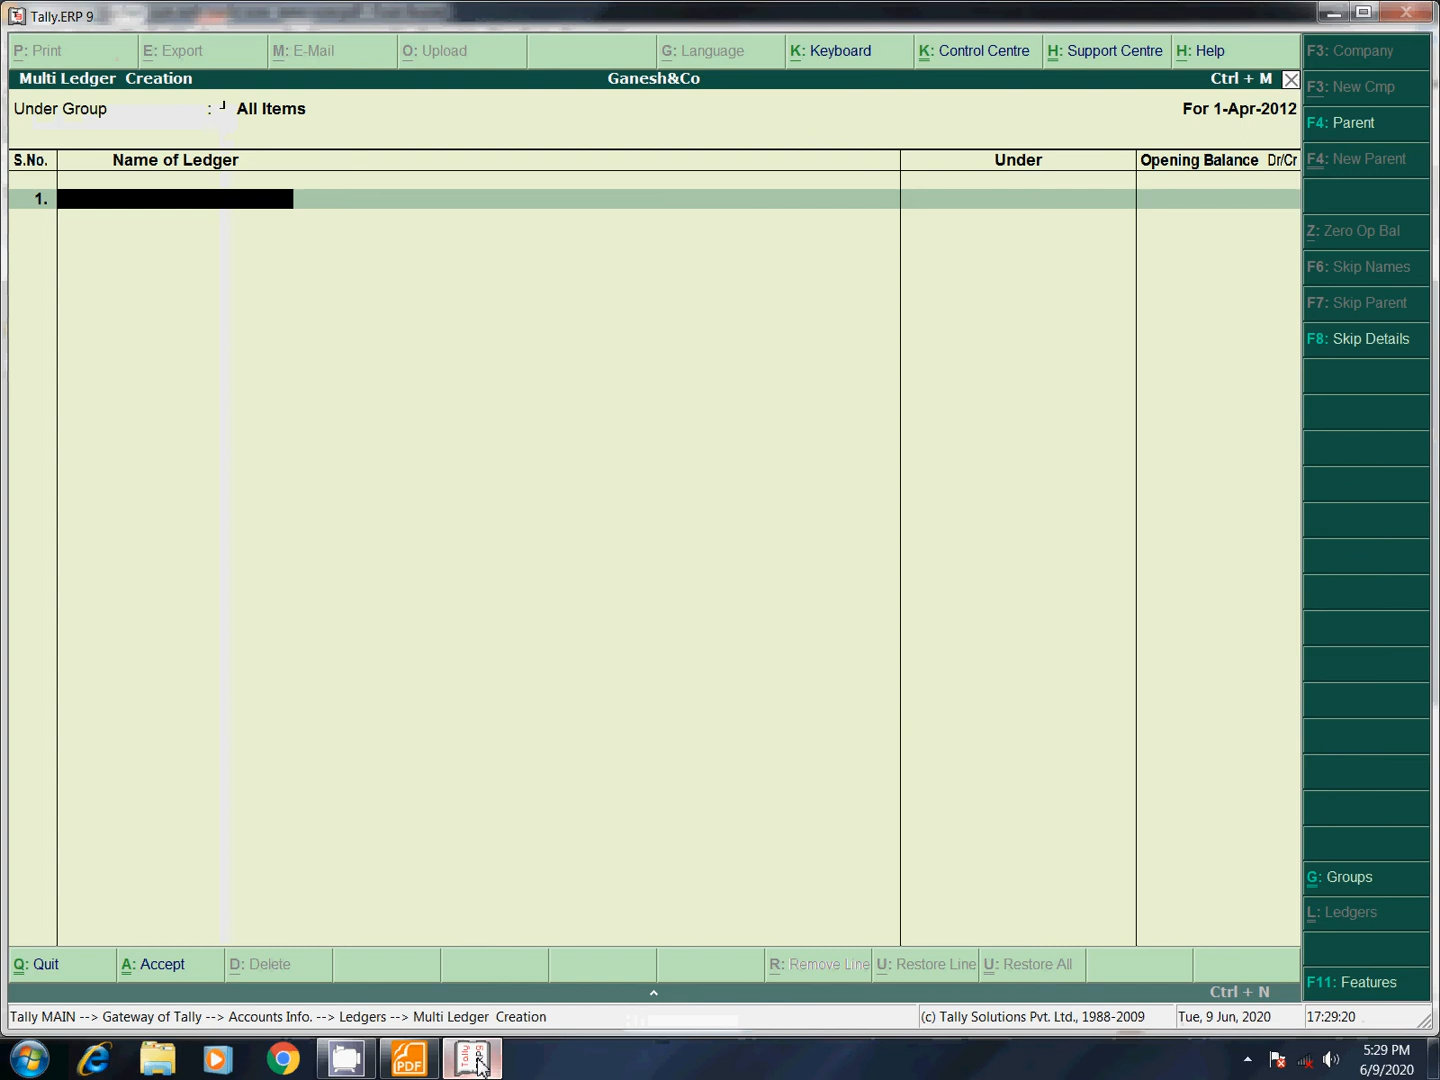 Tally.ERP 9
P: Print E: Export M: E-Mail O: Upload G: Language K: Keyboard K: Control Centre H: Support Centre H: Help
F3: Company
Multi Ledger Creation Ganesh&Co Ctrl + M
F3: New Cmp
Under Group : All Items For 1-Apr-2012
F4: Parent
S.No. Name of Ledger Under Opening Balance Dr/Cr
F4: New Parent
1.
Z: Zero Op Bal
F6: Skip Names
F7: Skip Parent
F8: Skip Details
G: Groups
L: Ledgers
Q: Quit A: Accept D: Delete R: Remove Line U: Restore Line U: Restore All
F11: Features
Ctrl + N
Tally MAIN --> Gateway of Tally --> Accounts Info. --> Ledgers --> Multi Ledger Creation (c) Tally Solutions Pvt. Ltd., 1988-2009 Tue, 9 Jun, 2020 17:29:20
PDF
5:29 PM
6/9/2020